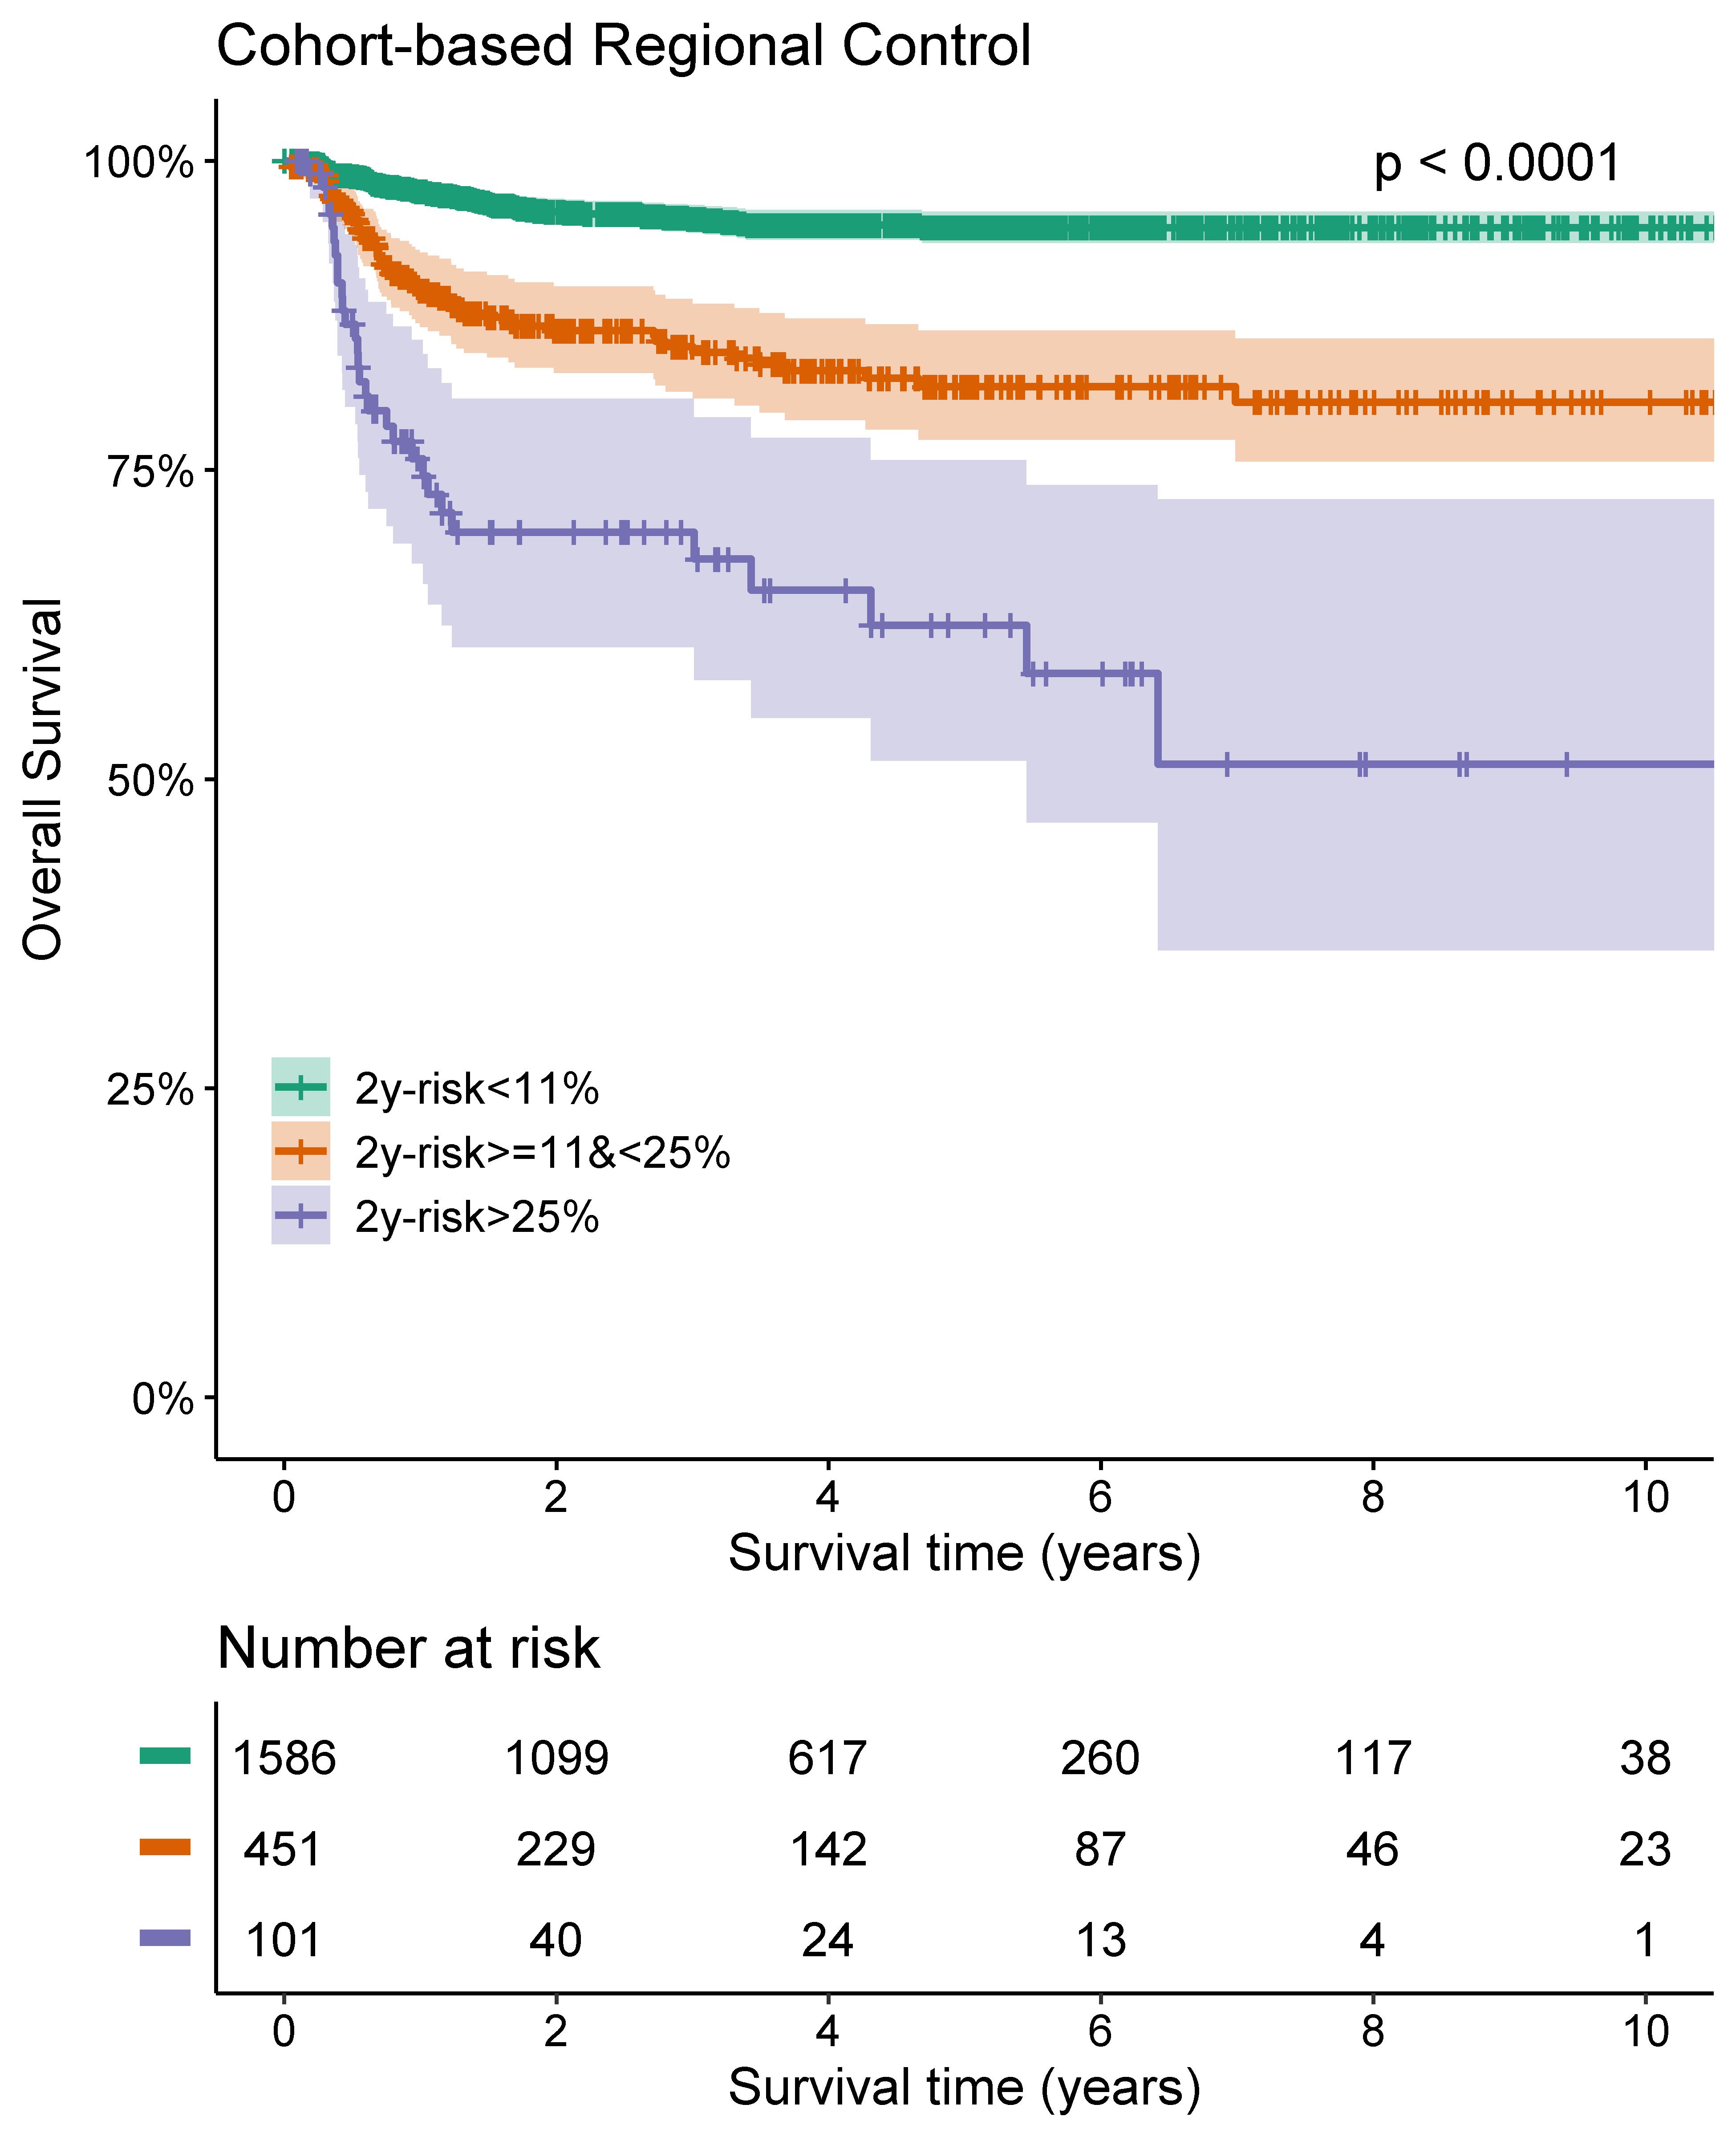 Cohort-based Regional Control
p < 0.0001
100%
75%
50%
25%
0%
Overall Survival
2y-risk<11%
2y-risk>=11&<25%
2y-risk>25%
0 2 4 6 8 10
Survival time (years)
Number at risk
1586 1099 617 260 117 38
451 229 142 87 46 23
101 40 24 13 4 1
0 2 4 6 8 10
Survival time (years)